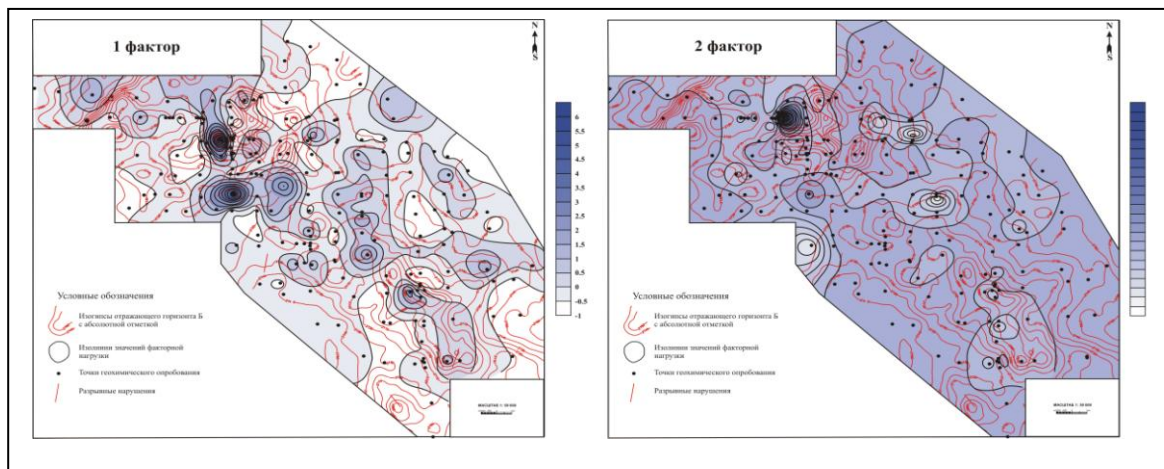 1 фактор
N
S
6
5.5
5
4.5
4
3.5
3
2.5
2
1.5
1
0.5
0
-0.5
-1
Условные обозначения
Изогипсы отражающего горизонта Б
с абсолютной отметкой
Изолинии значений факторной
нагрузки
Точки геохимического опробования
Разрывные нарушения
2 фактор
N
S
Условные обозначения
Изогипсы отражающего горизонта Б
с абсолютной отметкой
Изолинии значений факторной
нагрузки
Точки геохимического опробования
Разрывные нарушения